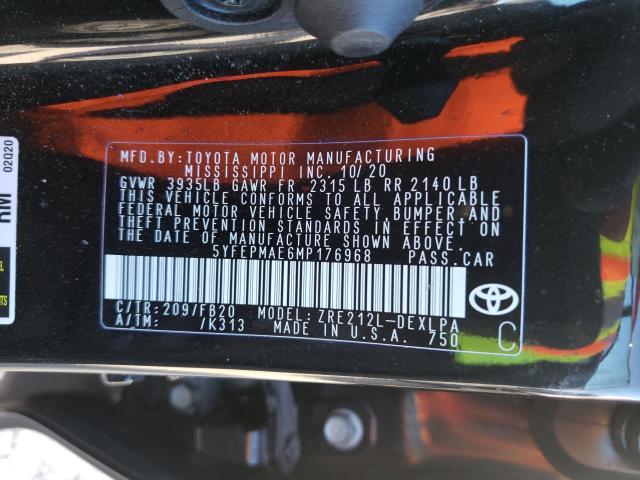 MFD.BY:TOYOTA MOTOR MANUFACTURING
MISSISSIPPI INC. 10/20
GVWR 3935LB GAWR FR 2315 LB RR 2140 LB
THIS VEHICLE CONFORMS TO ALL APPLICABLE
FEDERAL MOTOR VEHICLE SAFETY,BUMPER,AND
THEFT PREVENTION STANDARDS IN EFFECT ON
THE DATE OF MANUFACTURE SHOWN ABOVE.
5YFEPMAE6MP176968 PASS.CAR
C/TR:209/FB20 MODEL: ZRE212L-DEXLPA
A/TM: /K313 MADE IN U.S.A. 750
TOYOTA
C
02020